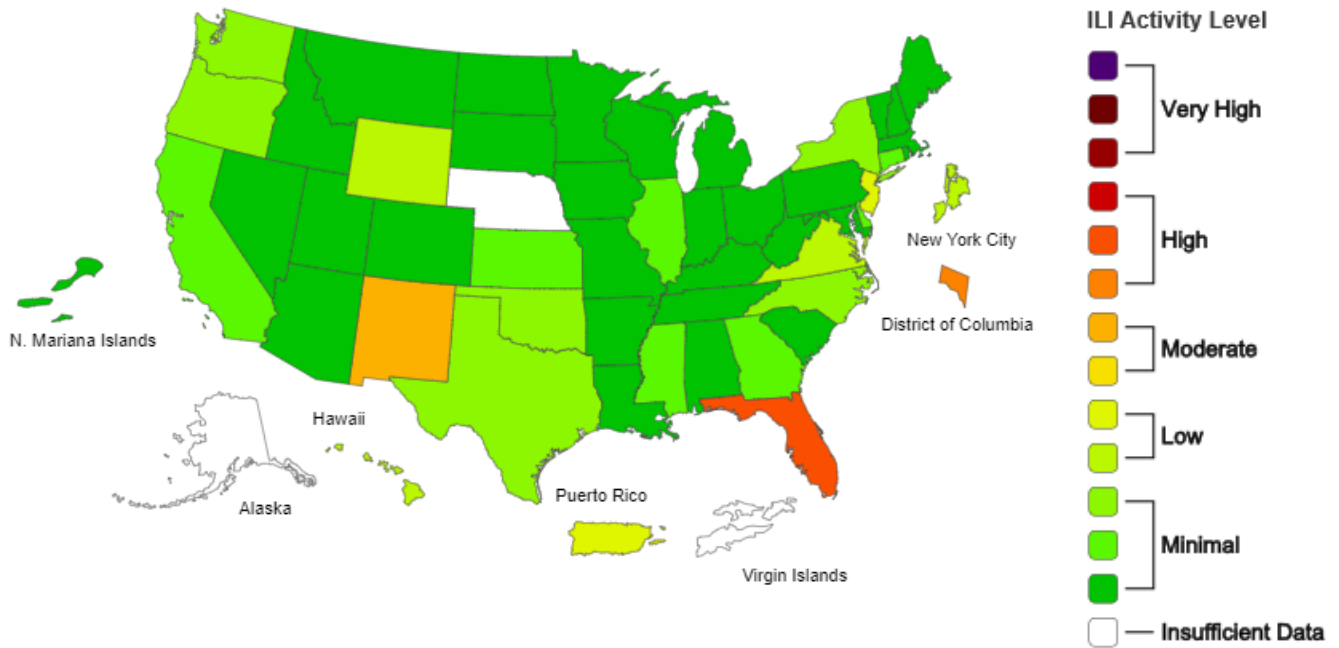 ILI Activity Level
Very High
High
Moderate
Low
Minimal
Insufficient Data
New York City
District of Columbia
N. Mariana Islands
Hawaii
Alaska
Puerto Rico
Virgin Islands